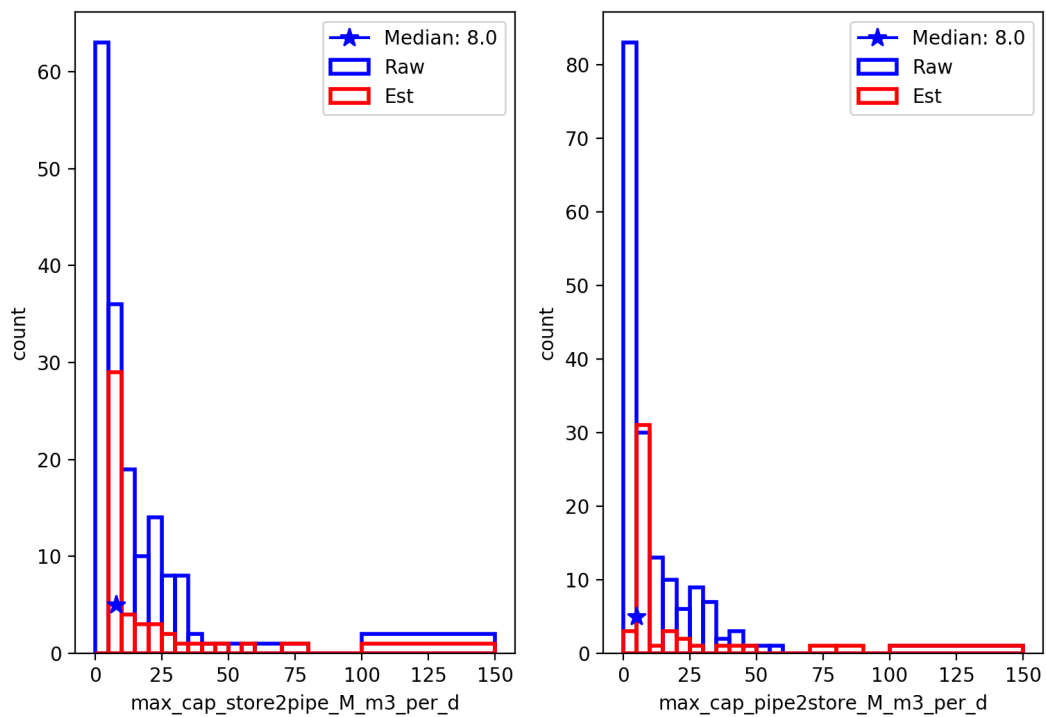 Median: 8.0
Raw
Est
60
50
40
30
20
10
0
count
0 25 50 75 100 125 150
max_cap_store2pipe_M_m3_per_d
Median: 8.0
Raw
Est
80
70
60
50
40
30
20
10
0
count
0 25 50 75 100 125 150
max_cap_pipe2store_M_m3_per_d